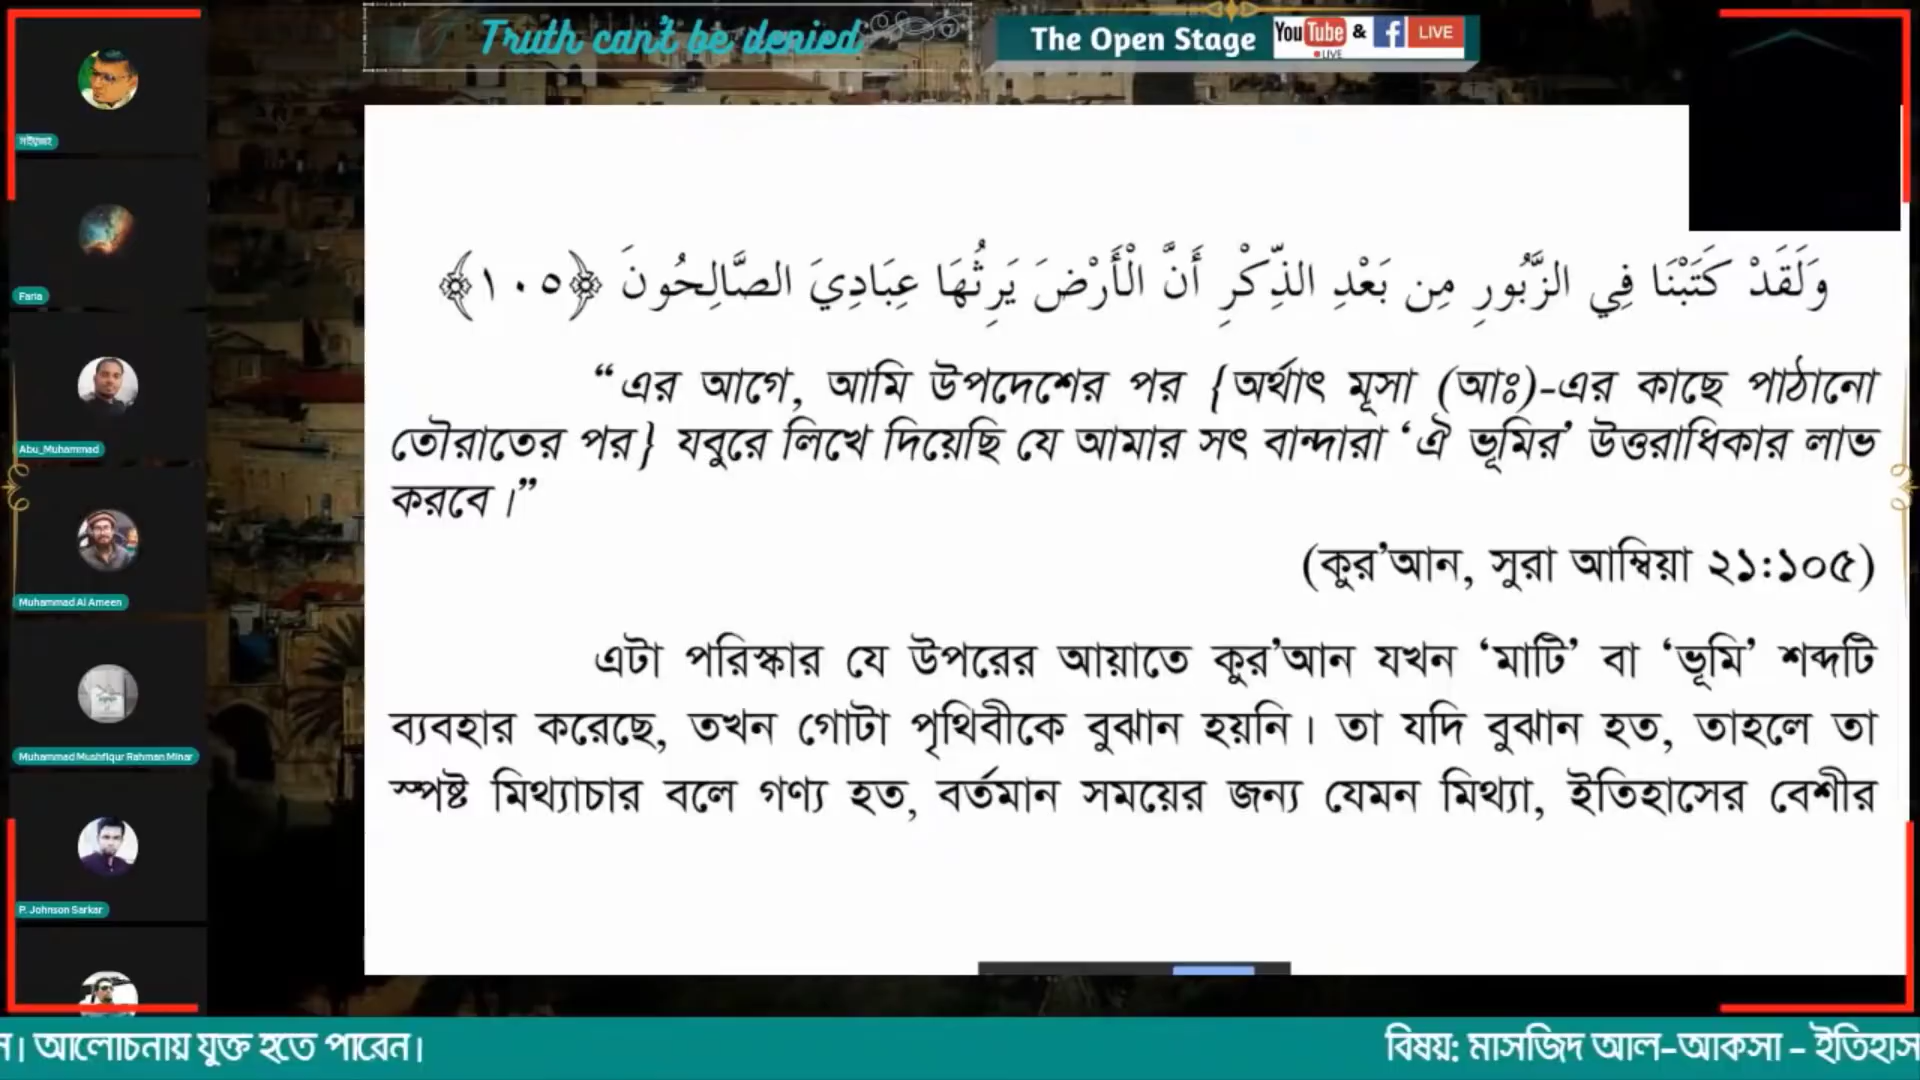 Truth can't be denied
The Open Stage YouTube & f LIVE
LIVE
Faria
Abu_Muhammad
Muhammad Al Ameen
Muhammad Mushfiqur Rahman Minar
P. Johnson Sarkar
وَلَقَدْ كَتَبْنَا فِي الزَّبُورِ مِن بَعْدِ الذِّكْرِ أَنَّ الْأَرْضَ يَرِثُهَا عِبَادِيَ الصَّالِحُونَ ﴿١٠٥﴾
“এর আগে, আমি উপদেশের পর {অর্থাৎ মূসা (আঃ)-এর কাছে পাঠানো
তৌরাতের পর} যবুরে লিখে দিয়েছি যে আমার সৎ বান্দারা ‘ঐ ভূমির’ উত্তরাধিকার লাভ
করবে।”
(কুর’আন, সুরা আম্বিয়া ২১:১০৫)
এটা পরিস্কার যে উপরের আয়াতে কুর’আন যখন ‘মাটি’ বা ‘ভূমি’ শব্দটি
ব্যবহার করেছে, তখন গোটা পৃথিবীকে বুঝান হয়নি। তা যদি বুঝান হত, তাহলে তা
স্পষ্ট মিথ্যাচার বলে গণ্য হত, বর্তমান সময়ের জন্য যেমন মিথ্যা, ইতিহাসের বেশীর
ন। আলোচনায় যুক্ত হতে পারেন।
বিষয়: মাসজিদ আল-আকসা - ইতিহাস